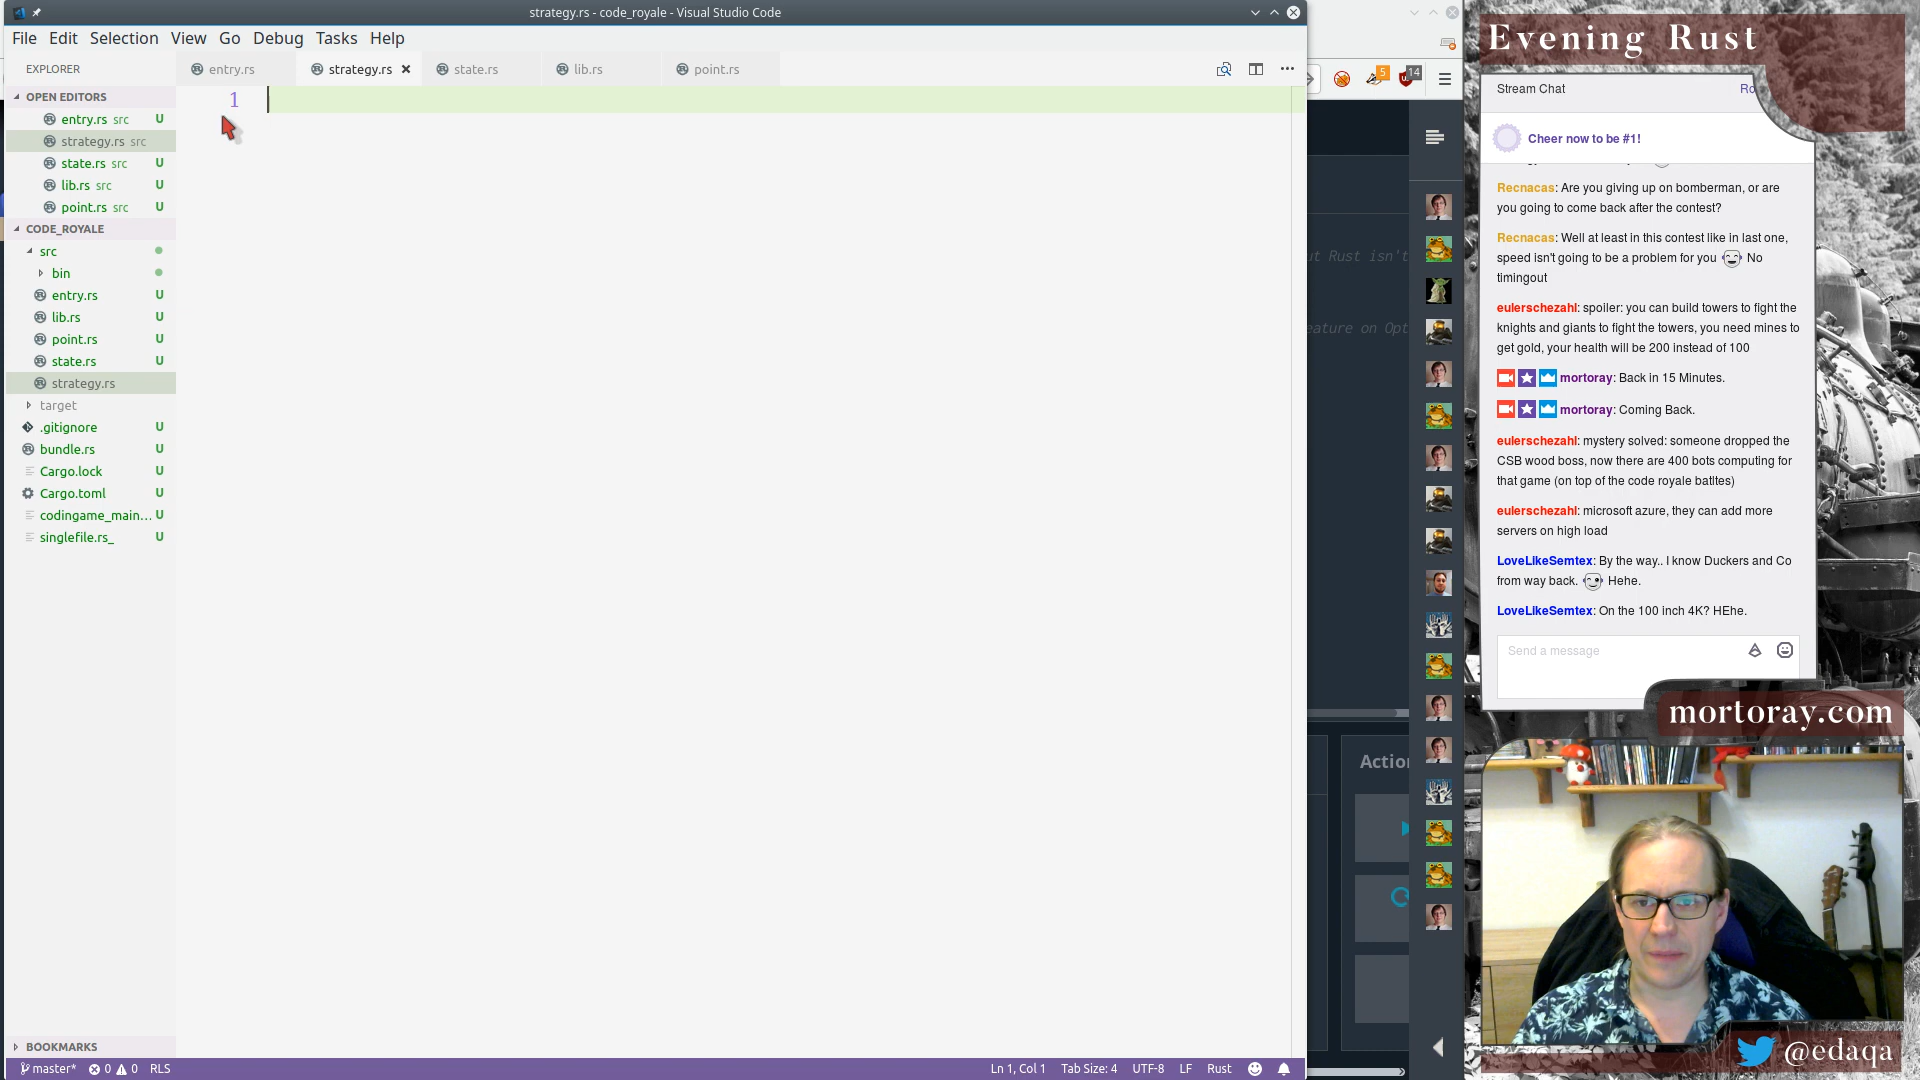 strategy.rs - code_royale - Visual Studio Code
File Edit Selection View Go Debug Tasks Help
EXPLORER
OPEN EDITORS
entry.rs src U
strategy.rs src
state.rs src U
lib.rs src U
point.rs src U
CODE_ROYALE
src
bin
entry.rs U
lib.rs U
point.rs U
state.rs U
strategy.rs
target
.gitignore U
bundle.rs U
Cargo.lock U
Cargo.toml U
codingame_main... U
singlefile.rs_ U
BOOKMARKS
entry.rs strategy.rs state.rs lib.rs point.rs
1
master* 0 0 RLS Ln 1, Col 1 Tab Size: 4 UTF-8 LF Rust
5 14
ut Rust isn't
eature on Opt
Action
Evening Rust
Stream Chat
Cheer now to be #1!
Recnacas: Are you giving up on bomberman, or are
you going to come back after the contest?
Recnacas: Well at least in this contest like in last one,
speed isn't going to be a problem for you No
timingout
eulerschezahl: spoiler: you can build towers to fight the
knights and giants to fight the towers, you need mines to
get gold, your health will be 200 instead of 100
mortoray: Back in 15 Minutes.
mortoray: Coming Back.
eulerschezahl: mystery solved: someone dropped the
CSB wood boss, now there are 400 bots computing for
that game (on top of the code royale batltes)
eulerschezahl: microsoft azure, they can add more
servers on high load
LoveLikeSemtex: By the way.. I know Duckers and Co
from way back. Hehe.
LoveLikeSemtex: On the 100 inch 4K? HEhe.
Send a message
mortoray.com
@edaqa